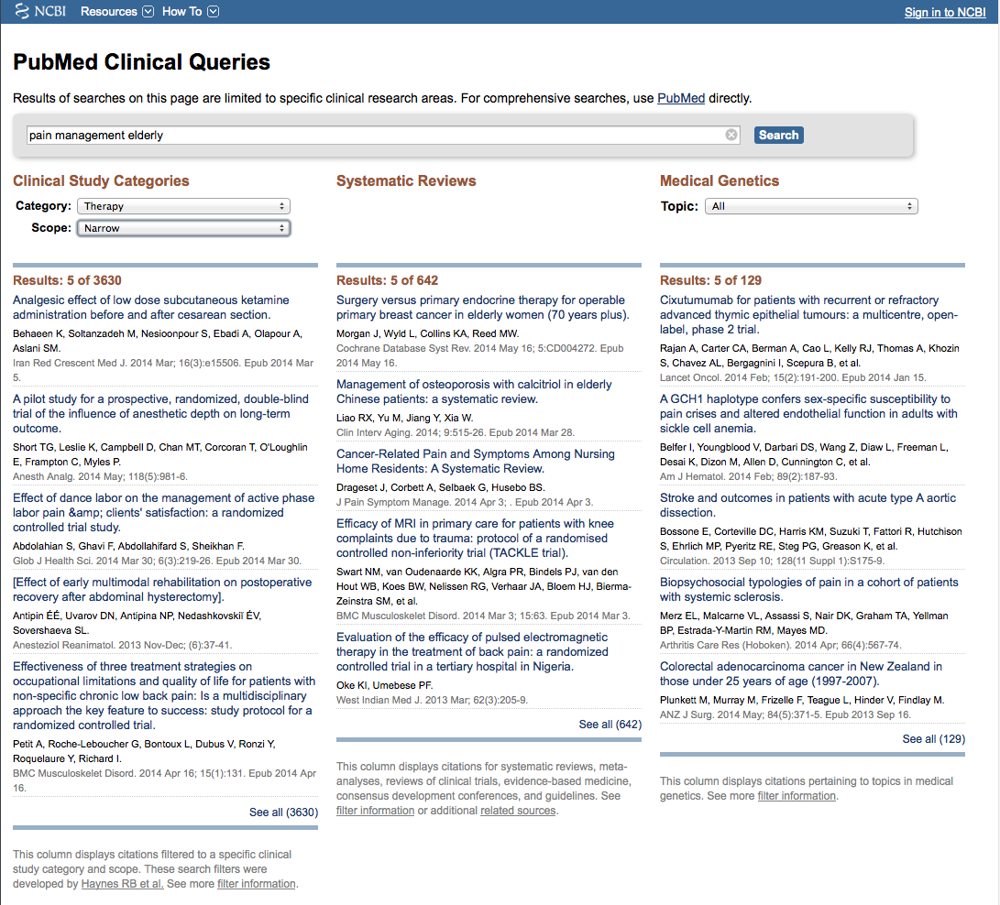 NCBI Resources How To Sign in to NCBI
PubMed Clinical Queries
Results of searches on this page are limited to specific clinical research areas. For comprehensive searches, use PubMed directly.
pain management elderly Search
Clinical Study Categories
Category: Therapy
Scope: Narrow
Results: 5 of 3630
Analgesic effect of low dose subcutaneous ketamine
administration before and after cesarean section.
Behaeen K, Soltanzadeh M, Nesioonpour S, Ebadi A, Olapour A,
Aslani SM.
Iran Red Crescent Med J. 2014 Mar; 16(3):e15506. Epub 2014 Mar
5.
A pilot study for a prospective, randomized, double-blind
trial of the influence of anesthetic depth on long-term
outcome.
Short TG, Leslie K, Campbell D, Chan MT, Corcoran T, O'Loughlin
E, Frampton C, Myles P.
Anesth Analg. 2014 May; 118(5):981-6.
Effect of dance labor on the management of active phase
labor pain &amp; clients' satisfaction: a randomized
controlled trial study.
Abdolahian S, Ghavi F, Abdollahifard S, Sheikhan F.
Glob J Health Sci. 2014 Mar 30; 6(3):219-26. Epub 2014 Mar 30.
[Effect of early multimodal rehabilitation on postoperative
recovery after abdominal hysterectomy].
Antipin ÉÉ, Uvarov DN, Antipina NP, Nedashkovskiĭ ÉV,
Sovershaeva SL.
Anesteziol Reanimatol. 2013 Nov-Dec; (6):37-41.
Effectiveness of three treatment strategies on
occupational limitations and quality of life for patients with
non-specific chronic low back pain: Is a multidisciplinary
approach the key feature to success: study protocol for a
randomized controlled trial.
Petit A, Roche-Leboucher G, Bontoux L, Dubus V, Ronzi Y,
Roquelaure Y, Richard I.
BMC Musculoskelet Disord. 2014 Apr 16; 15(1):131. Epub 2014 Apr
16.
See all (3630)
This column displays citations filtered to a specific clinical
study category and scope. These search filters were
developed by Haynes RB et al. See more filter information.
Systematic Reviews
Results: 5 of 642
Surgery versus primary endocrine therapy for operable
primary breast cancer in elderly women (70 years plus).
Morgan J, Wyld L, Collins KA, Reed MW.
Cochrane Database Syst Rev. 2014 May 16; 5:CD004272. Epub
2014 May 16.
Management of osteoporosis with calcitriol in elderly
Chinese patients: a systematic review.
Liao RX, Yu M, Jiang Y, Xia W.
Clin Interv Aging. 2014; 9:515-26. Epub 2014 Mar 28.
Cancer-Related Pain and Symptoms Among Nursing
Home Residents: A Systematic Review.
Drageset J, Corbett A, Selbaek G, Husebo BS.
J Pain Symptom Manage. 2014 Apr 3; . Epub 2014 Apr 3.
Efficacy of MRI in primary care for patients with knee
complaints due to trauma: protocol of a randomised
controlled non-inferiority trial (TACKLE trial).
Swart NM, van Oudenaarde KK, Algra PR, Bindels PJ, van den
Hout WB, Koes BW, Nelissen RG, Verhaar JA, Bloem HJ, Bierma-
Zeinstra SM, et al.
BMC Musculoskelet Disord. 2014 Mar 3; 15:63. Epub 2014 Mar 3.
Evaluation of the efficacy of pulsed electromagnetic
therapy in the treatment of back pain: a randomized
controlled trial in a tertiary hospital in Nigeria.
Oke KI, Umebese PF.
West Indian Med J. 2013 Mar; 62(3):205-9.
See all (642)
This column displays citations for systematic reviews, meta-
analyses, reviews of clinical trials, evidence-based medicine,
consensus development conferences, and guidelines. See
filter information or additional related sources.
Medical Genetics
Topic: All
Results: 5 of 129
Cixutumumab for patients with recurrent or refractory
advanced thymic epithelial tumours: a multicentre, open-
label, phase 2 trial.
Rajan A, Carter CA, Berman A, Cao L, Kelly RJ, Thomas A, Khozin
S, Chavez AL, Bergagnini I, Scepura B, et al.
Lancet Oncol. 2014 Feb; 15(2):191-200. Epub 2014 Jan 15.
A GCH1 haplotype confers sex-specific susceptibility to
pain crises and altered endothelial function in adults with
sickle cell anemia.
Belfer I, Youngblood V, Darbari DS, Wang Z, Diaw L, Freeman L,
Desai K, Dizon M, Allen D, Cunnington C, et al.
Am J Hematol. 2014 Feb; 89(2):187-93.
Stroke and outcomes in patients with acute type A aortic
dissection.
Bossone E, Corteville DC, Harris KM, Suzuki T, Fattori R, Hutchison
S, Ehrlich MP, Pyeritz RE, Steg PG, Greason K, et al.
Circulation. 2013 Sep 10; 128(11 Suppl 1):S175-9.
Biopsychosocial typologies of pain in a cohort of patients
with systemic sclerosis.
Merz EL, Malcarne VL, Assassi S, Nair DK, Graham TA, Yellman
BP, Estrada-Y-Martin RM, Mayes MD.
Arthritis Care Res (Hoboken). 2014 Apr; 66(4):567-74.
Colorectal adenocarcinoma cancer in New Zealand in
those under 25 years of age (1997-2007).
Plunkett M, Murray M, Frizelle F, Teague L, Hinder V, Findlay M.
ANZ J Surg. 2014 May; 84(5):371-5. Epub 2013 Sep 16.
See all (129)
This column displays citations pertaining to topics in medical
genetics. See more filter information.